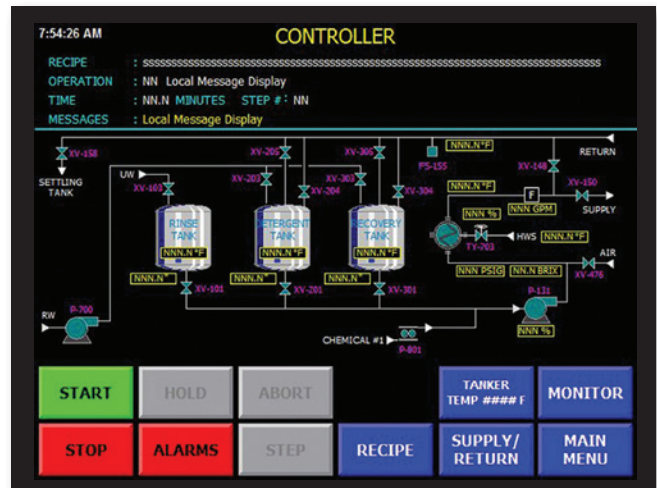 7:54:26 AM
CONTROLLER
RECIPE : ssssssssssssssssssssssssssssssssssssssssssssssssssssssssssssssssssssssssssssssss
OPERATION : NN Local Message Display
TIME : NN.N MINUTES STEP #: NN
MESSAGES : Local Message Display
XV-158
XV-205
XV-305
NNN.N°F
RETURN
PS-155
XV-148
SETTLING TANK
UW
XV-103
XV-203
XV-204
XV-303
XV-304
NNN.N°F
XV-150
F
NNN GPM
SUPPLY
RINSE TANK
DETERGENT TANK
RECOVERY TANK
NNN %
TY-703
HWS
NNN.N°F
NNN.N°F
NNN.N°F
NNN.N°F
AIR
NNN PSIG
NN.N BRIX
XV-476
NNN.N"
XV-101
NNN.N"
XV-201
NNN.N"
XV-301
P-131
RW
P-700
NNN %
CHEMICAL #1
P-801
START
HOLD
ABORT
TANKER
TEMP #### F
MONITOR
STOP
ALARMS
STEP
RECIPE
SUPPLY/
RETURN
MAIN
MENU